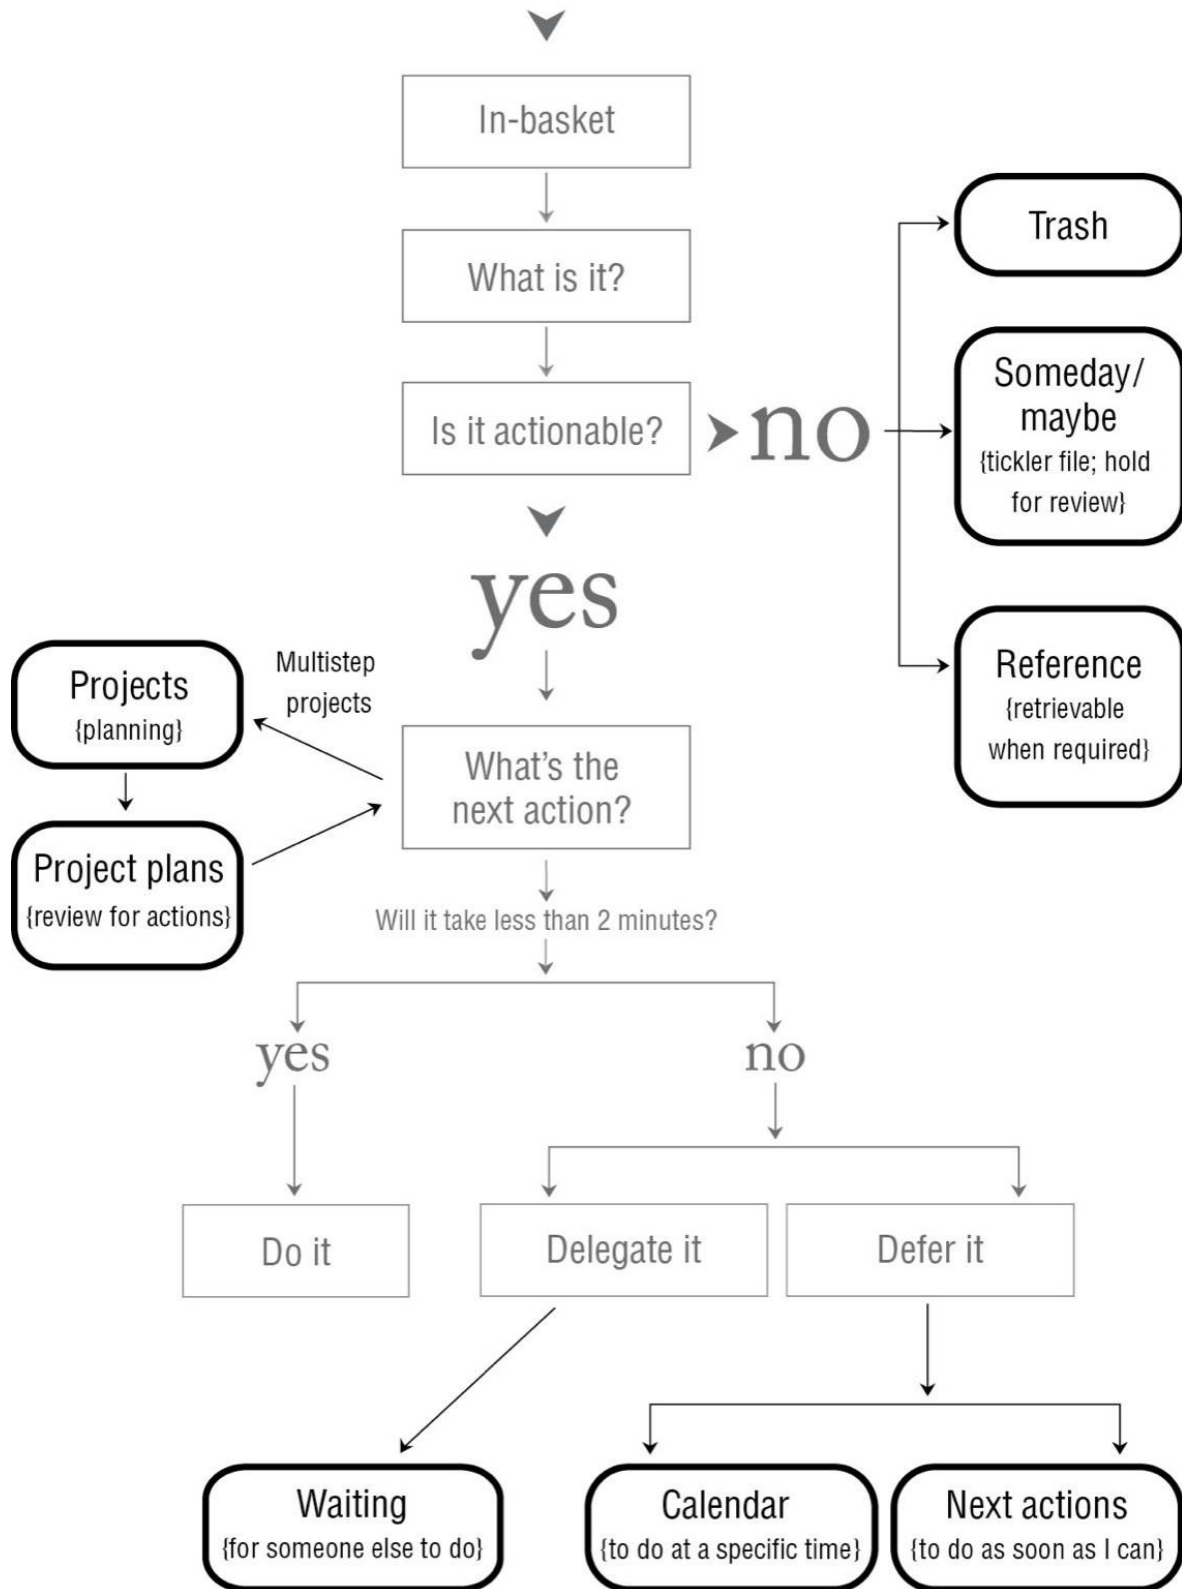 In-basket
What is it?
Is it actionable?
no
Trash
Someday/
maybe
{tickler file; hold
for review}
Reference
{retrievable
when required}
yes
Multistep
projects
Projects
{planning}
Project plans
{review for actions}
What's the
next action?
Will it take less than 2 minutes?
yes
no
Do it
Delegate it
Defer it
Waiting
{for someone else to do}
Calendar
{to do at a specific time}
Next actions
{to do as soon as I can}